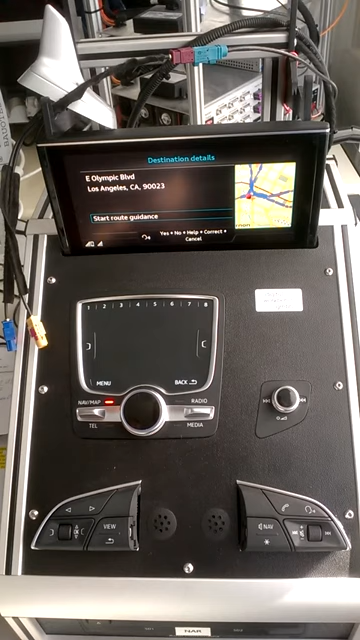 Destination details
E Olympic Blvd
Los Angeles, CA, 90023
Start route guidance
Yes • No • Help • Correct •
Cancel
1 2 3 4 5 6 7 8
MENU
BACK
NAV/MAP
RADIO
TEL
MEDIA
VIEW
NAV
NAR